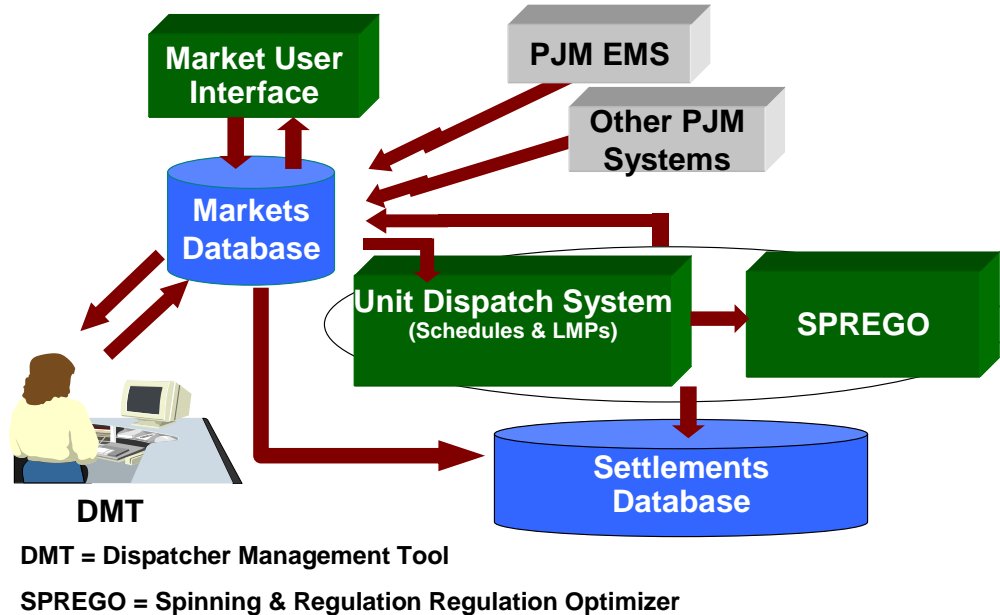 Market User
Interface
PJM EMS
Other PJM
Systems
Markets
Database
Unit Dispatch System
(Schedules & LMPs)
SPREGO
Settlements
Database
DMT
DMT = Dispatcher Management Tool
SPREGO = Spinning & Regulation Regulation Optimizer